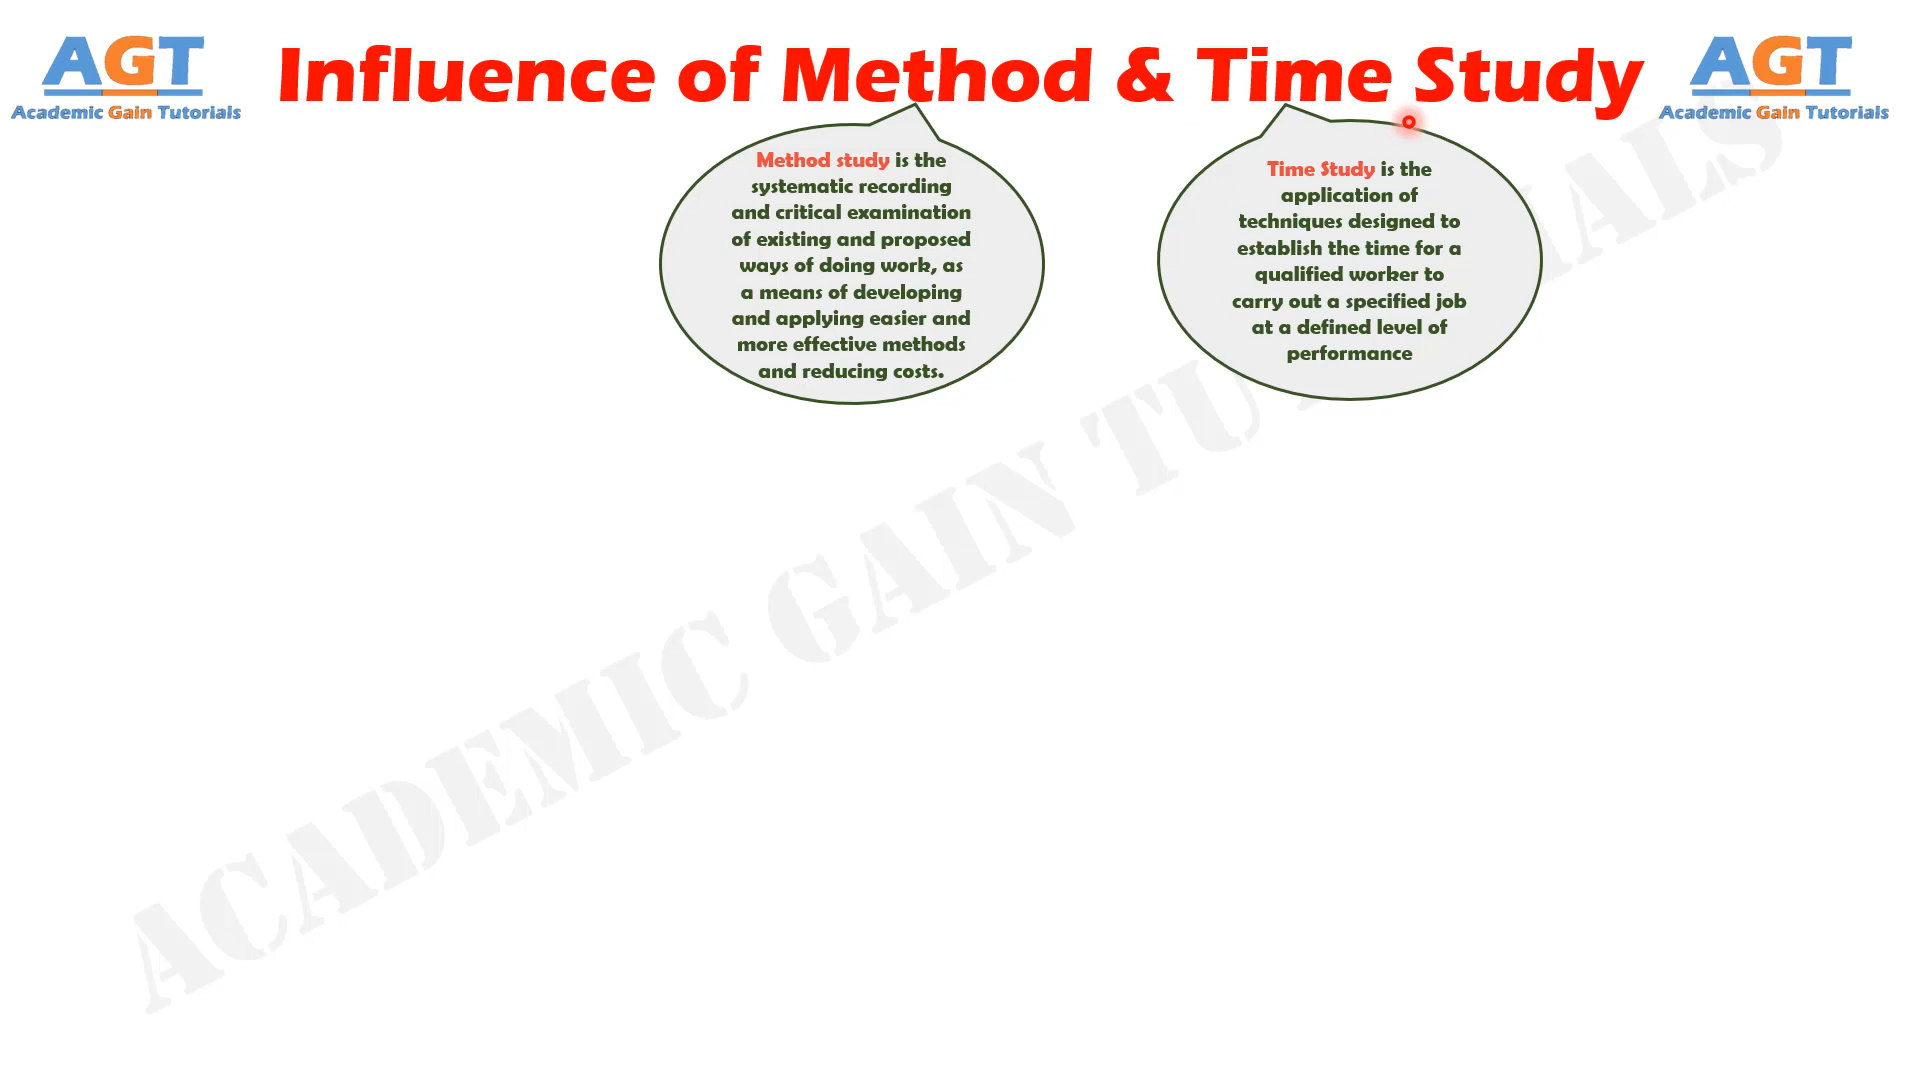 AGT
Academic Gain Tutorials
Influence of Method & Time Study
AGT
Academic Gain Tutorials
Method study is the
systematic recording
and critical examination
of existing and proposed
ways of doing work, as
a means of developing
and applying easier and
more effective methods
and reducing costs.
Time Study is the
application of
techniques designed to
establish the time for a
qualified worker to
carry out a specified job
at a defined level of
performance
ACADEMIC GAIN TUTORIALS